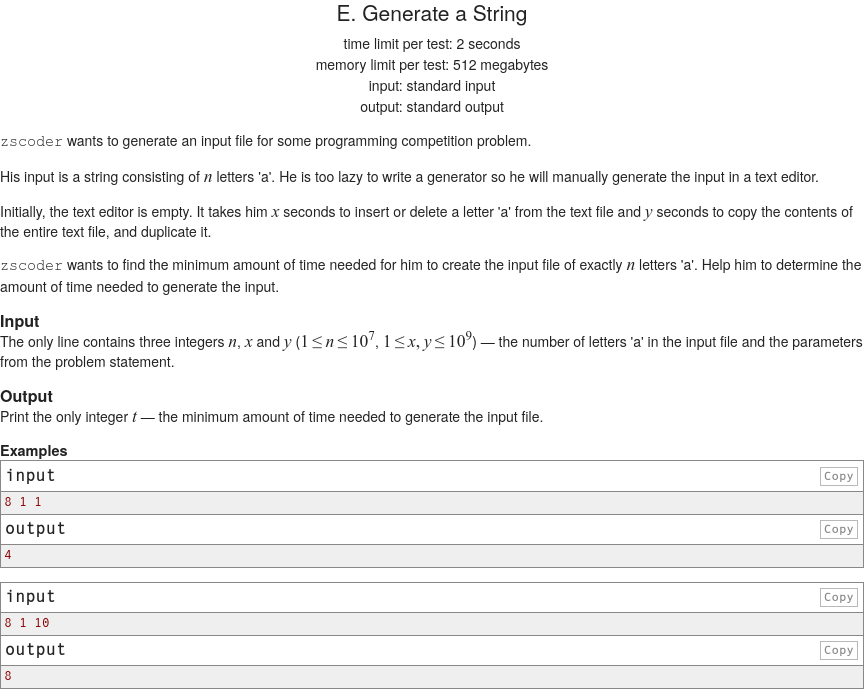 E. Generate a String
time limit per test: 2 seconds
memory limit per test: 512 megabytes
input: standard input
output: standard output
zscoder wants to generate an input file for some programming competition problem.
His input is a string consisting of n letters 'a'. He is too lazy to write a generator so he will manually generate the input in a text editor.
Initially, the text editor is empty. It takes him x seconds to insert or delete a letter 'a' from the text file and y seconds to copy the contents of
the entire text file, and duplicate it.
zscoder wants to find the minimum amount of time needed for him to create the input file of exactly n letters 'a'. Help him to determine the
amount of time needed to generate the input.
Input
The only line contains three integers n, x and y (1 ≤ n ≤ 10⁷, 1 ≤ x, y ≤ 10⁹) — the number of letters 'a' in the input file and the parameters
from the problem statement.
Output
Print the only integer t — the minimum amount of time needed to generate the input file.
Examples
input Copy
8 1 1
output Copy
4
input Copy
8 1 10
output Copy
8